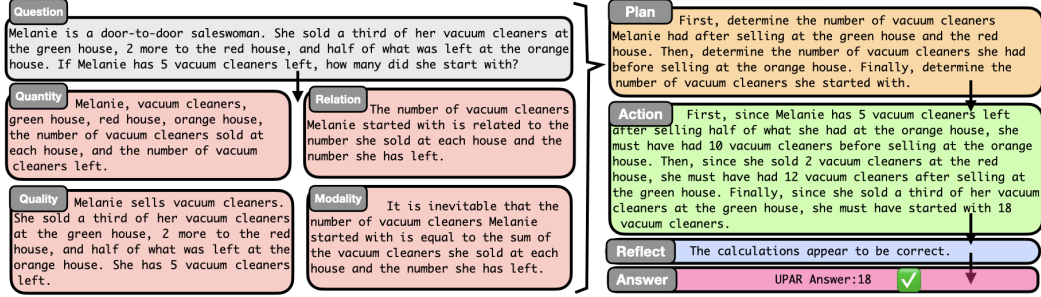 Question
Melanie is a door-to-door saleswoman. She sold a third of her vacuum cleaners at
the green house, 2 more to the red house, and half of what was left at the orange
house. If Melanie has 5 vacuum cleaners left, how many did she start with?
Quantity
Melanie, vacuum cleaners,
green house, red house, orange house,
the number of vacuum cleaners sold at
each house, and the number of vacuum
cleaners left.
Relation
The number of vacuum cleaners
Melanie started with is related to the
number she sold at each house and the
number she has left.
Quality
Melanie sells vacuum cleaners.
She sold a third of her vacuum cleaners
at the green house, 2 more to the red
house, and half of what was left at the
orange house. She has 5 vacuum cleaners
left.
Modality
It is inevitable that the
number of vacuum cleaners Melanie
started with is equal to the sum of
the vacuum cleaners she sold at each
house and the number she has left.
Plan
First, determine the number of vacuum cleaners
Melanie had after selling at the green house and the red
house. Then, determine the number of vacuum cleaners she had
before selling at the orange house. Finally, determine the
number of vacuum cleaners she started with.
Action
First, since Melanie has 5 vacuum cleaners left
after selling half of what she had at the orange house, she
must have had 10 vacuum cleaners before selling at the orange
house. Then, since she sold 2 vacuum cleaners at the red
house, she must have had 12 vacuum cleaners after selling at
the green house. Finally, since she sold a third of her vacuum
cleaners at the green house, she must have started with 18
vacuum cleaners.
Reflect
The calculations appear to be correct.
Answer
UPAR Answer:18